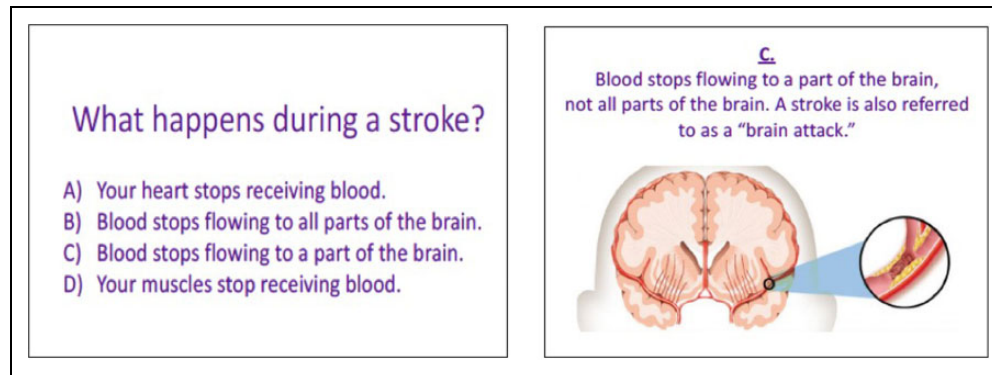 What happens during a stroke?
A) Your heart stops receiving blood.
B) Blood stops flowing to all parts of the brain.
C) Blood stops flowing to a part of the brain.
D) Your muscles stop receiving blood.
C.
Blood stops flowing to a part of the brain,
not all parts of the brain. A stroke is also referred
to as a “brain attack.”